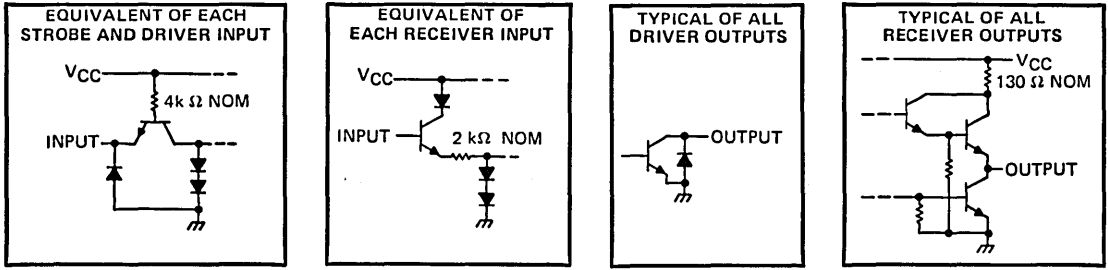 EQUIVALENT OF EACH
STROBE AND DRIVER INPUT
VCC
4k Ω NOM
INPUT
EQUIVALENT OF
EACH RECEIVER INPUT
VCC
INPUT
2 kΩ NOM
TYPICAL OF ALL
DRIVER OUTPUTS
OUTPUT
TYPICAL OF ALL
RECEIVER OUTPUTS
VCC
130 Ω NOM
OUTPUT